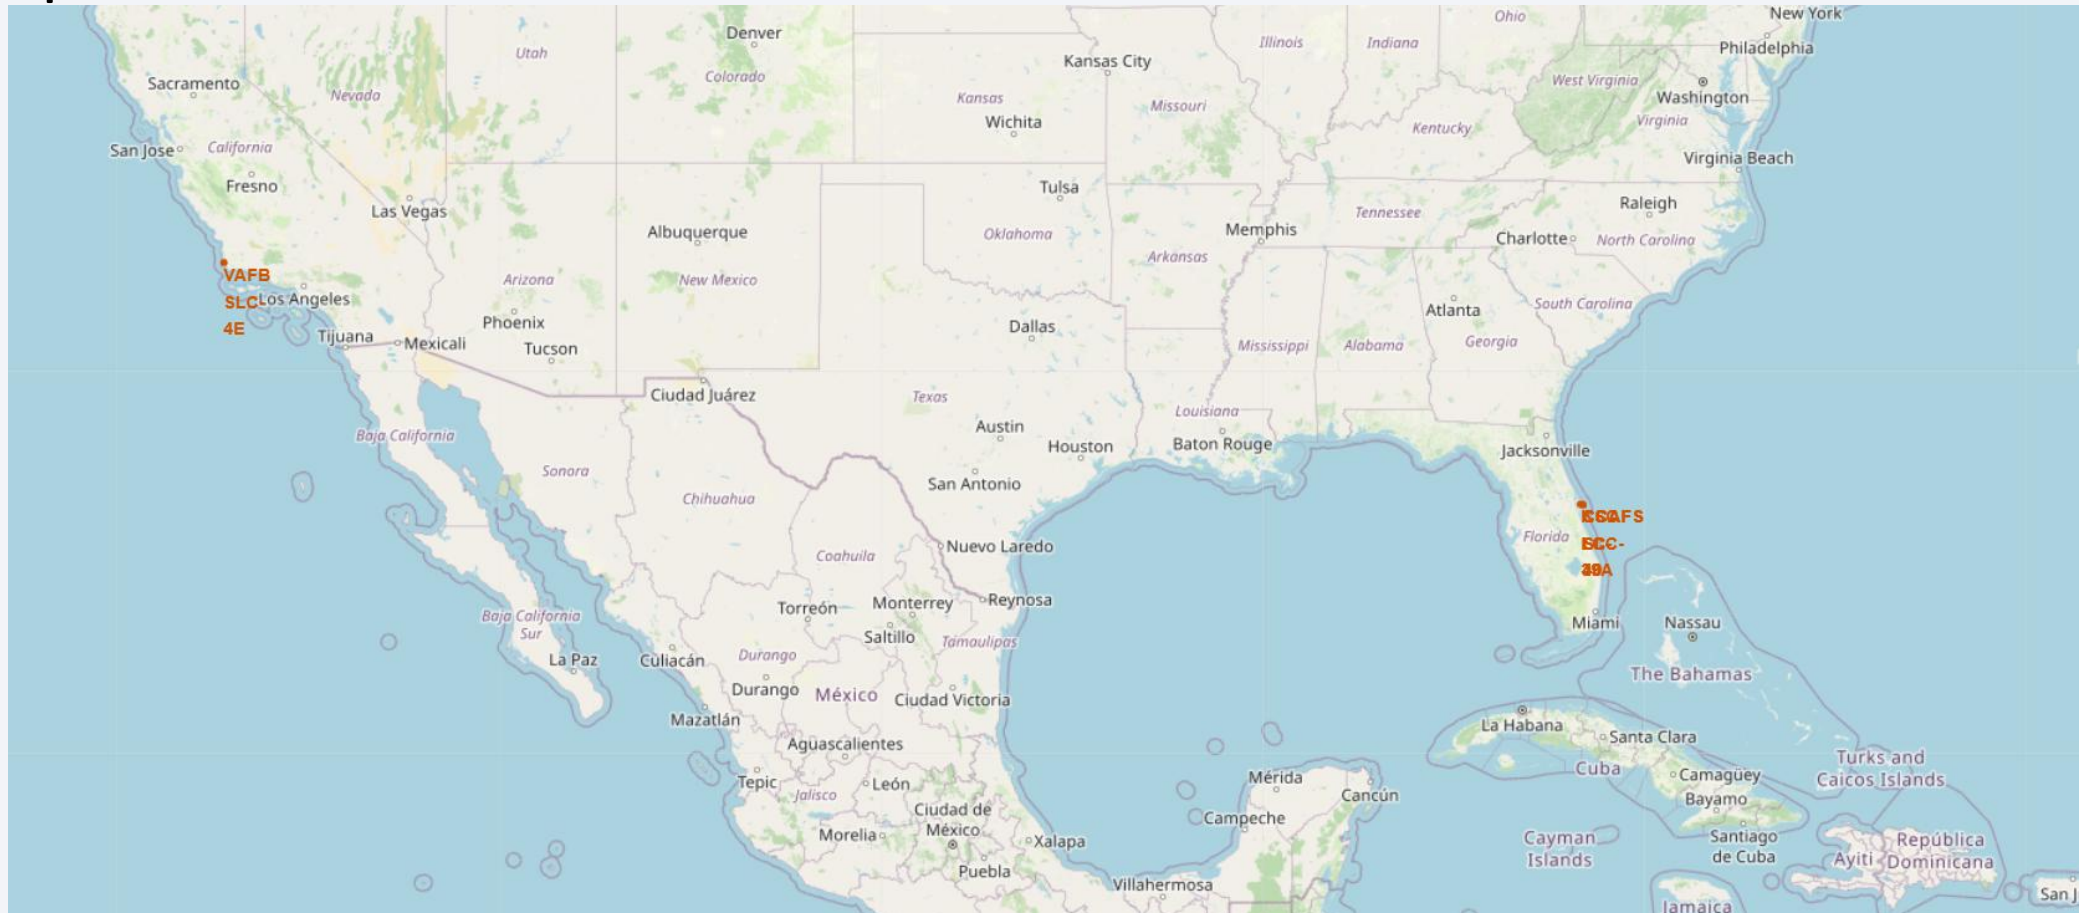 New York
Denver
Ohio
Illinois
Indiana
Philadelphia
Utah
Kansas City
Colorado
Sacramento
West Virginia
Nevada
Kansas
Missouri
Washington
Wichita
Virginia
Kentucky
San Jose
California
Virginia Beach
Fresno
Tulsa
Las Vegas
Raleigh
Tennessee
Albuquerque
Oklahoma
Memphis
Charlotte
North Carolina
Arkansas
VAFB
SLC-
4E
Arizona
New Mexico
Los Angeles
South Carolina
Atlanta
Phoenix
Dallas
Tijuana
Mexicali
Tucson
Mississippi
Alabama
Georgia
Ciudad Juárez
Texas
Louisiana
Austin
Baja California
Houston
Baton Rouge
Jacksonville
Sonora
San Antonio
Chihuahua
Florida
Nuevo Laredo
Coahuila
Torreón
Monterrey
Reynosa
Baja California
Sur
Miami
Nassau
Saltillo
Tamaulipas
La Paz
Culiacán
Durango
The Bahamas
Durango
México
Ciudad Victoria
Mazatlán
La Habana
Santa Clara
Aguascalientes
Turks and
Caicos Islands
Cuba
Camagüey
Tepic
León
Mérida
Jalisco
Cancún
Bayamo
Ciudad de
México
Campeche
Morelia
Xalapa
Cayman
Islands
Santiago
de Cuba
República
Dominicana
Ayiti
Puebla
Villahermosa
San J
Jamaica